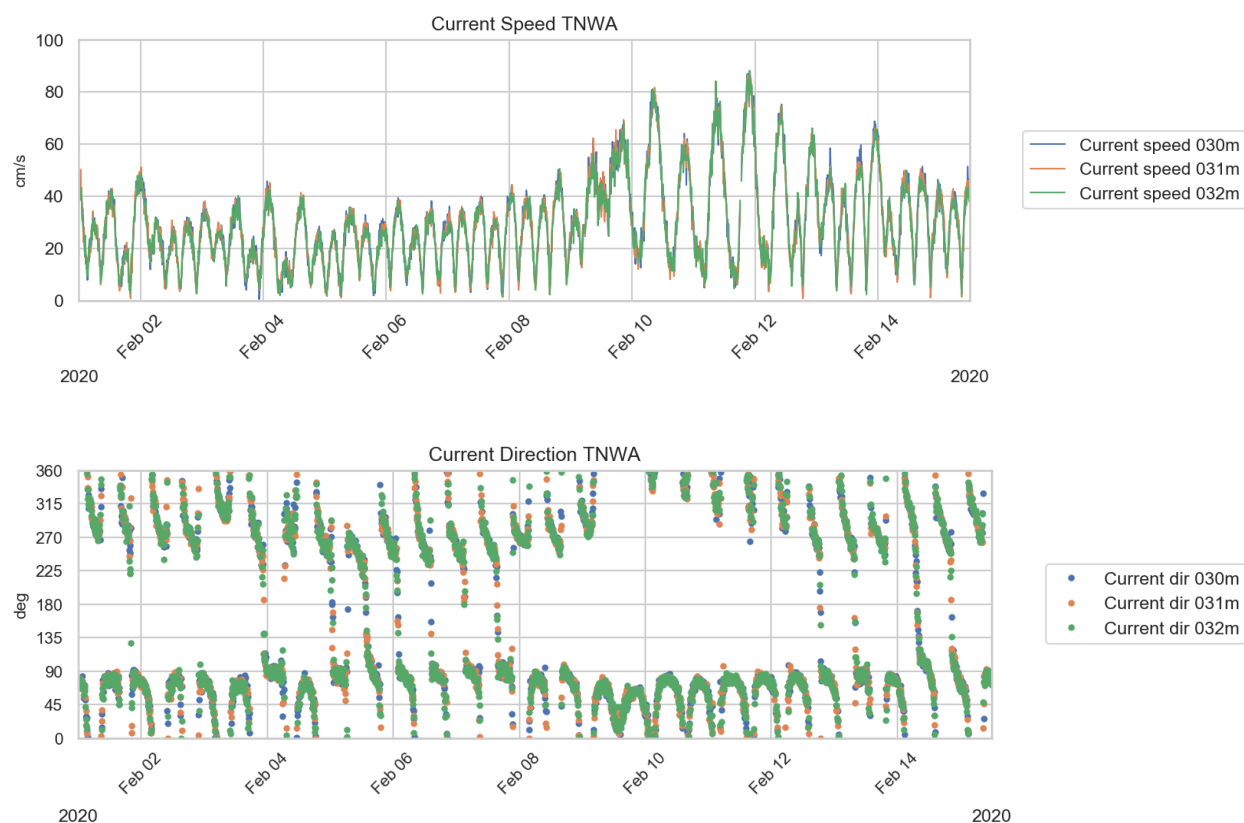 Current Speed TNWA
100
80
60
40
20
0
cm/s
Feb 02
Feb 04
Feb 06
Feb 08
Feb 10
Feb 12
Feb 14
2020
2020
Current speed 030m
Current speed 031m
Current speed 032m
Current Direction TNWA
360
315
270
225
180
135
90
45
0
deg
Feb 02
Feb 04
Feb 06
Feb 08
Feb 10
Feb 12
Feb 14
2020
2020
Current dir 030m
Current dir 031m
Current dir 032m